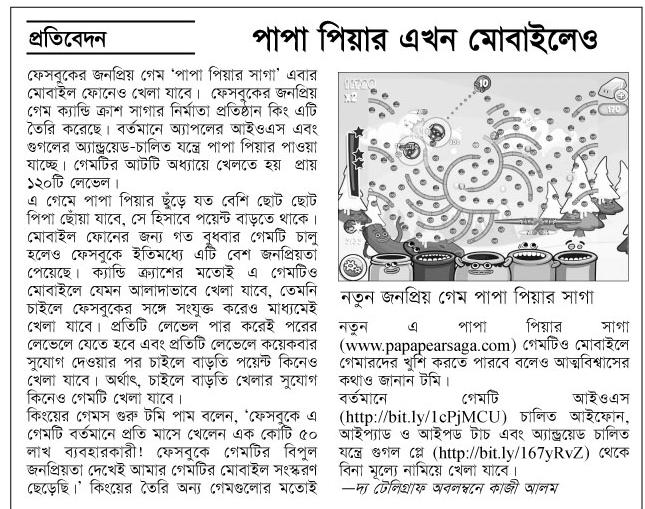 প্রতিবেদন
পাপা পিয়ার এখন মোবাইলেও
ফেসবুকের জনপ্রিয় গেম ‘পাপা পিয়ার সাগা’ এবার
মোবাইল ফোনেও খেলা যাবে। ফেসবুকের জনপ্রিয়
গেম ক্যান্ডি ক্রাশ সাগার নির্মাতা প্রতিষ্ঠান কিং এটি
তৈরি করেছে। বর্তমানে অ্যাপলের আইওএস এবং
গুগলের অ্যান্ড্রয়েড-চালিত যন্ত্রে পাপা পিয়ার পাওয়া
যাচ্ছে। গেমটির আটটি অধ্যায়ে খেলতে হয় প্রায়
১২০টি লেভেল।
এ গেমে পাপা পিয়ার ছুঁড়ে যত বেশি ছোট ছোট
পিপা ছোঁয়া যাবে, সে হিসাবে পয়েন্ট বাড়তে থাকে।
মোবাইল ফোনের জন্য গত বুধবার গেমটি চালু
হলেও ফেসবুকে ইতিমধ্যে এটি বেশ জনপ্রিয়তা
পেয়েছে। ক্যান্ডি ক্র্যাশের মতোই এ গেমটিও
মোবাইলে যেমন আলাদাভাবে খেলা যাবে, তেমনি
চাইলে ফেসবুকের সঙ্গে সংযুক্ত করেও মাধ্যমেই
খেলা যাবে। প্রতিটি লেভেল পার করেই পরের
লেভেলে যেতে হবে এবং প্রতিটি লেভেলে কয়েকবার
সুযোগ দেওয়ার পর চাইলে বাড়তি পয়েন্ট কিনেও
খেলা যাবে। অর্থাৎ, চাইলে বাড়তি খেলার সুযোগ
কিনেও গেমটি খেলা যাবে।
কিংয়ের গেমস গুরু টমি পাম বলেন, ‘ফেসবুকে এ
গেমটি বর্তমানে প্রতি মাসে খেলেন এক কোটি ৫০
লাখ ব্যবহারকারী! ফেসবুকে গেমটির বিপুল
জনপ্রিয়তা দেখেই আমার গেমটির মোবাইল সংস্করণ
ছেড়েছি।’ কিংয়ের তৈরি অন্য গেমগুলোর মতোই
নতুন জনপ্রিয় গেম পাপা পিয়ার সাগা
নতুন এ পাপা পিয়ার সাগা
(www.papapearsaga.com) গেমটিও মোবাইলে
গেমারদের খুশি করতে পারবে বলেও আত্মবিশ্বাসের
কথাও জানান টমি।
বর্তমানে গেমটি আইওএস
(http://bit.ly/1cPjMCU) চালিত আইফোন,
আইপ্যাড ও আইপড টাচ এবং অ্যান্ড্রয়েড চালিত
যন্ত্রে গুগল প্লে (http://bit.ly/167yRvZ) থেকে
বিনা মূল্যে নামিয়ে খেলা যাবে।
—দ্য টেলিগ্রাফ অবলম্বনে কাজী আলম